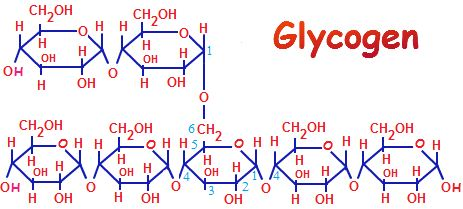 CH₂OH CH₂OH
Glycogen
H H O H H H O H
1
H H H H
OH OH O OH
H OH H OH
O
6 CH₂
CH₂OH CH₂OH CH₂OH CH₂OH
5
H H O H H H O H H H O H H H O H H H O H
H H H H 4 H 1 H 4 H H H H
OH OH O OH O OH O OH O OH OH
3 2
H OH H OH H OH H OH H OH